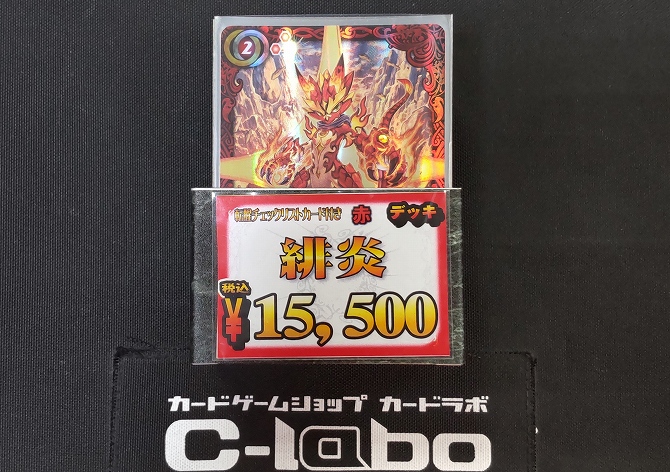 2
転醒チェックリストカード付き 赤 デッキ
緋炎
税込
¥15,500
カードゲームショップ カードラボ
C-labo